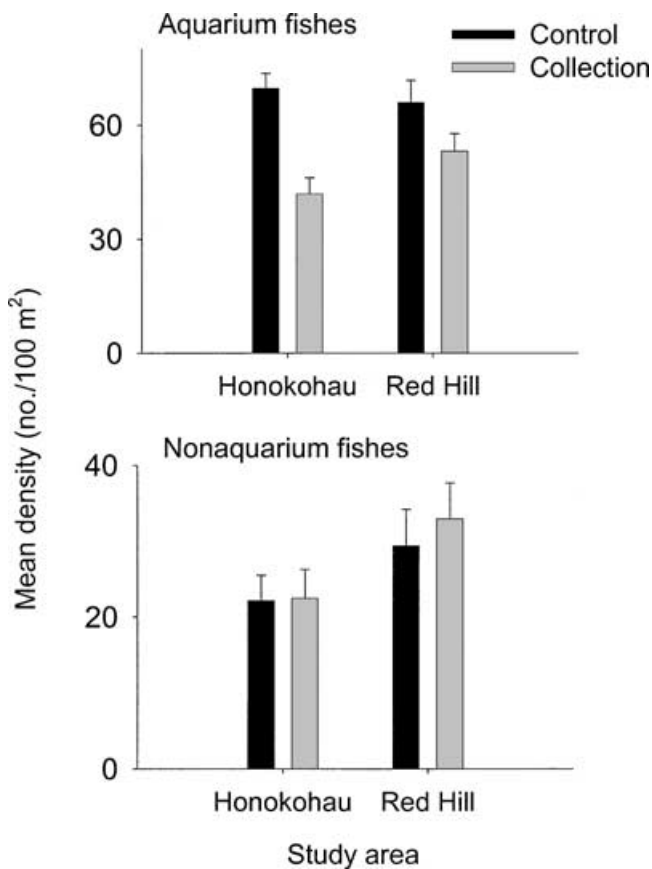 Aquarium fishes
Control
Collection
60
30
0
Honokohau Red Hill
Mean density (no./100 m²)
Nonaquarium fishes
40
20
0
Honokohau Red Hill
Study area